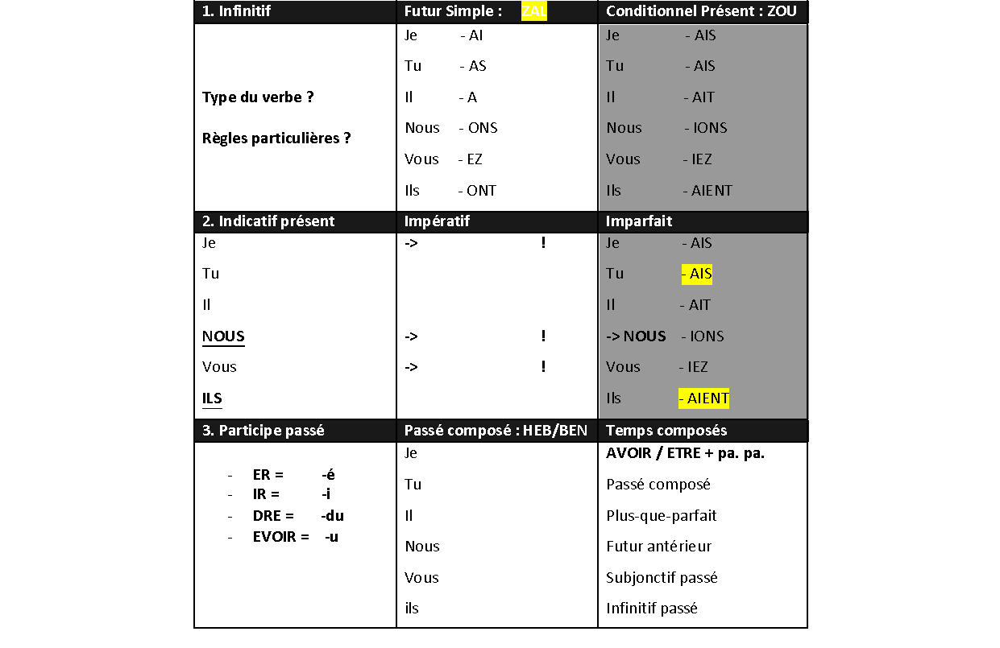 1. Infinitif Futur Simple : ZAL Conditionnel Présent : ZOU
Je - AI Je - AIS
Tu - AS Tu - AIS
Type du verbe ? Il - A Il - AIT
Nous - ONS Nous - IONS
Règles particulières ?
Vous - EZ Vous - IEZ
Ils - ONT Ils - AIENT
2. Indicatif présent Impératif Imparfait
Je -> ! Je - AIS
Tu Tu - AIS
Il Il - AIT
NOUS -> ! -> NOUS - IONS
Vous -> ! Vous - IEZ
ILS Ils - AIENT
3. Participe passé Passé composé : HEB/BEN Temps composés
Je AVOIR / ETRE + pa. pa.
- ER = -é
Tu Passé composé
- IR = -i
- DRE = -du Il Plus-que-parfait
- EVOIR = -u
Nous Futur antérieur
Vous Subjonctif passé
ils Infinitif passé